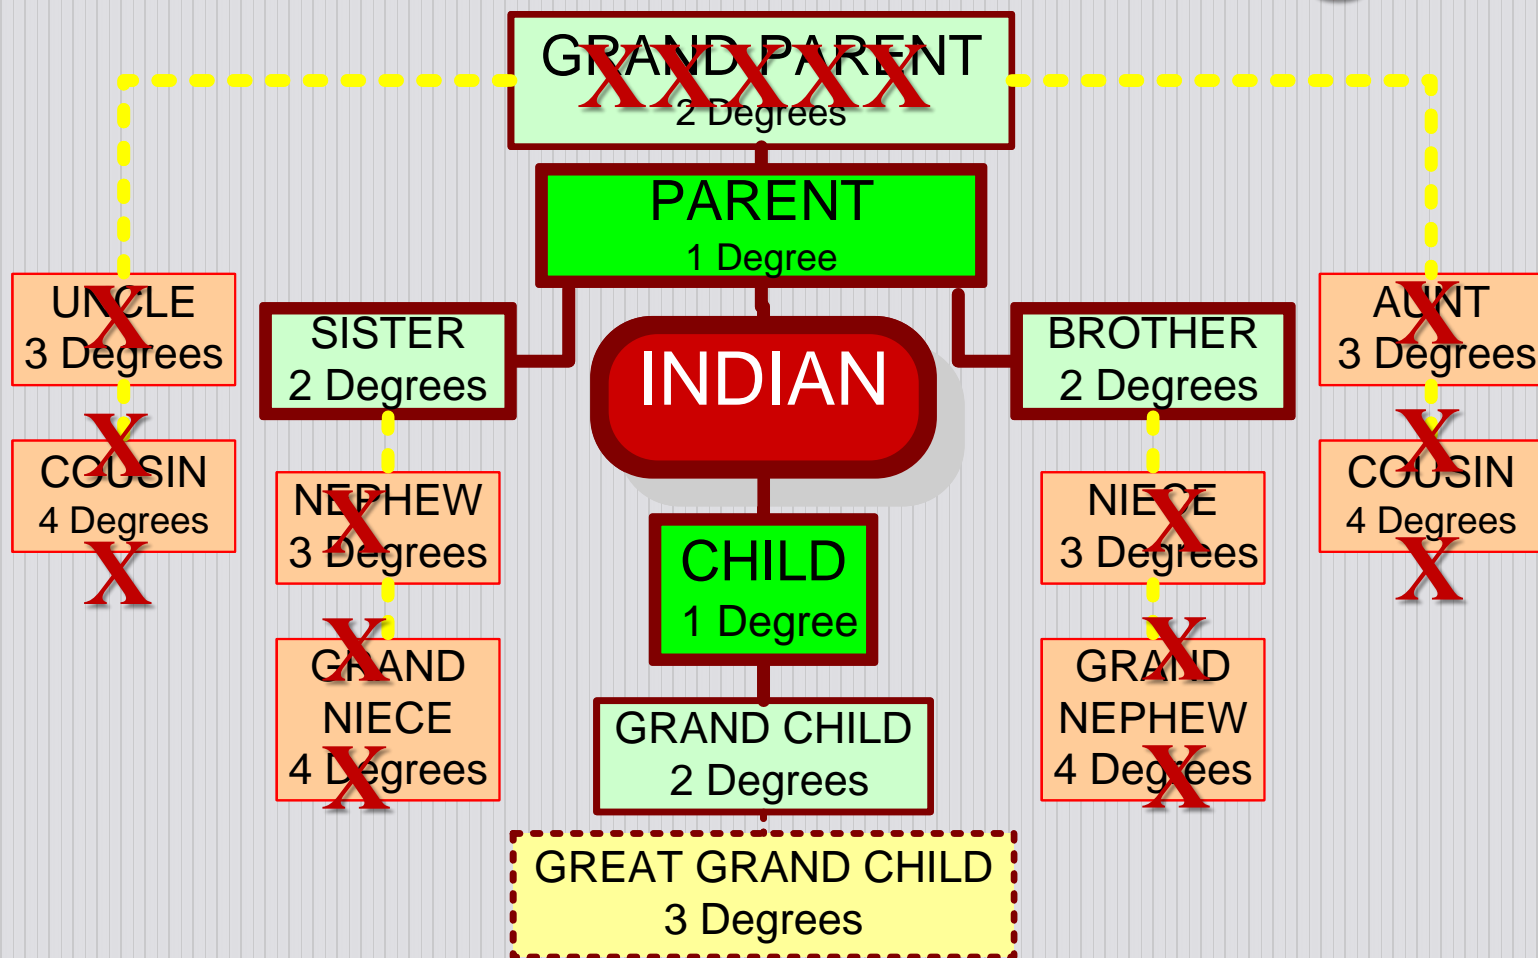 GRAND PARENT
XXXXX
2 Degrees
PARENT
1 Degree
UNCLE
X
3 Degrees
SISTER
2 Degrees
INDIAN
BROTHER
2 Degrees
AUNT
X
3 Degrees
X
COUSIN
4 Degrees
X
NEPHEW
X
3 Degrees
CHILD
1 Degree
NIECE
X
3 Degrees
X
COUSIN
4 Degrees
X
X
GRAND
NIECE
4 Degrees
X
GRAND CHILD
2 Degrees
X
GRAND
NEPHEW
4 Degrees
X
GREAT GRAND CHILD
3 Degrees